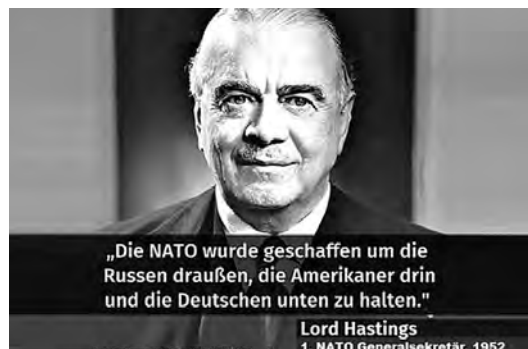 „Die NATO wurde geschaffen um die
Russen draußen, die Amerikaner drin
und die Deutschen unten zu halten."
Lord Hastings
1. NATO Generalsekretär, 1952